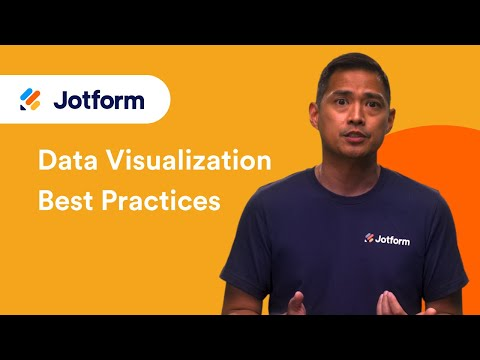 Jotform
Data Visualization
Best Practices
Jotform